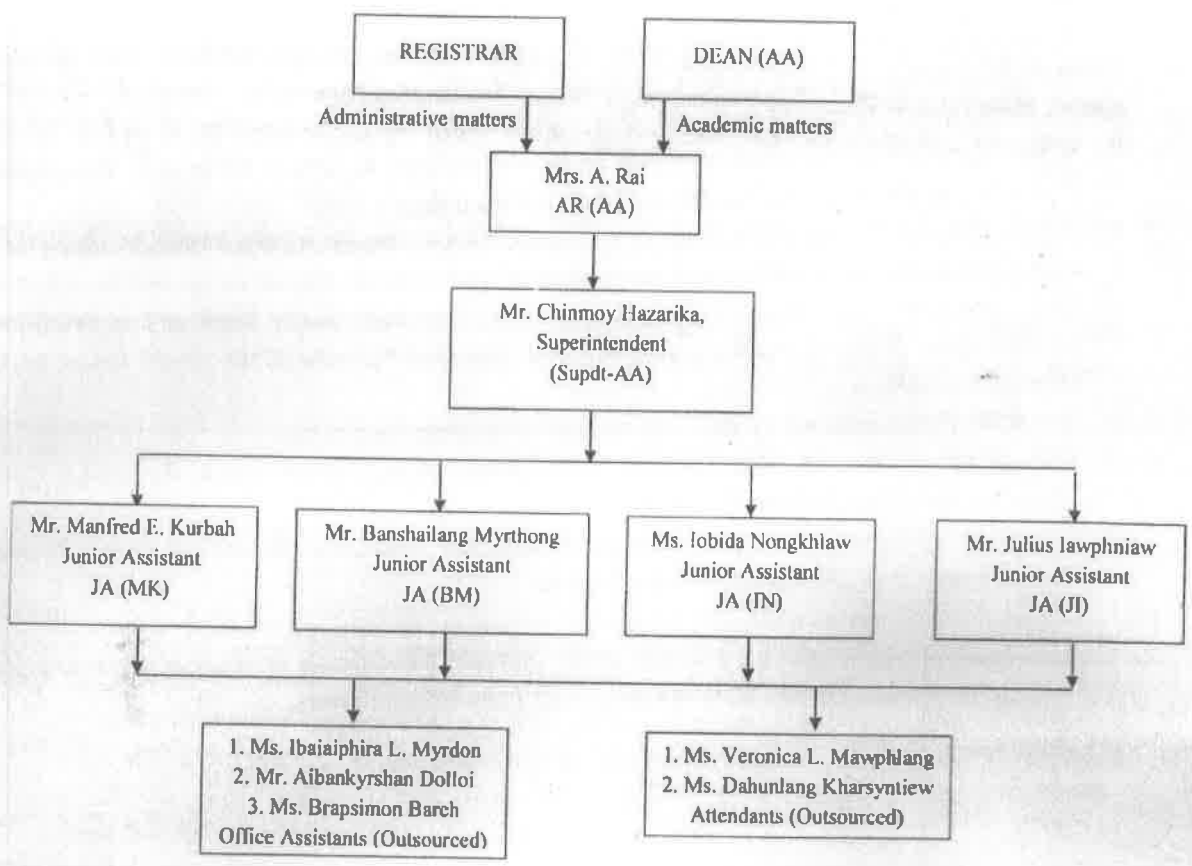 REGISTRAR
DEAN (AA)
Administrative matters
Academic matters
Mrs. A. Rai
AR (AA)
Mr. Chinmoy Hazarika,
Superintendent
(Supdt-AA)
Mr. Manfred E. Kurbah
Junior Assistant
JA (MK)
Mr. Banshailang Myrthong
Junior Assistant
JA (BM)
Ms. Iobida Nongkhlaw
Junior Assistant
JA (IN)
Mr. Julius Iawphniaw
Junior Assistant
JA (JI)
1. Ms. Ibaiaiphira L. Myrdon
2. Mr. Aibankyrshan Dolloi
3. Ms. Brapsimon Barch
Office Assistants (Outsourced)
1. Ms. Veronica L. Mawphlang
2. Ms. Dahunlang Kharsyntiew
Attendants (Outsourced)